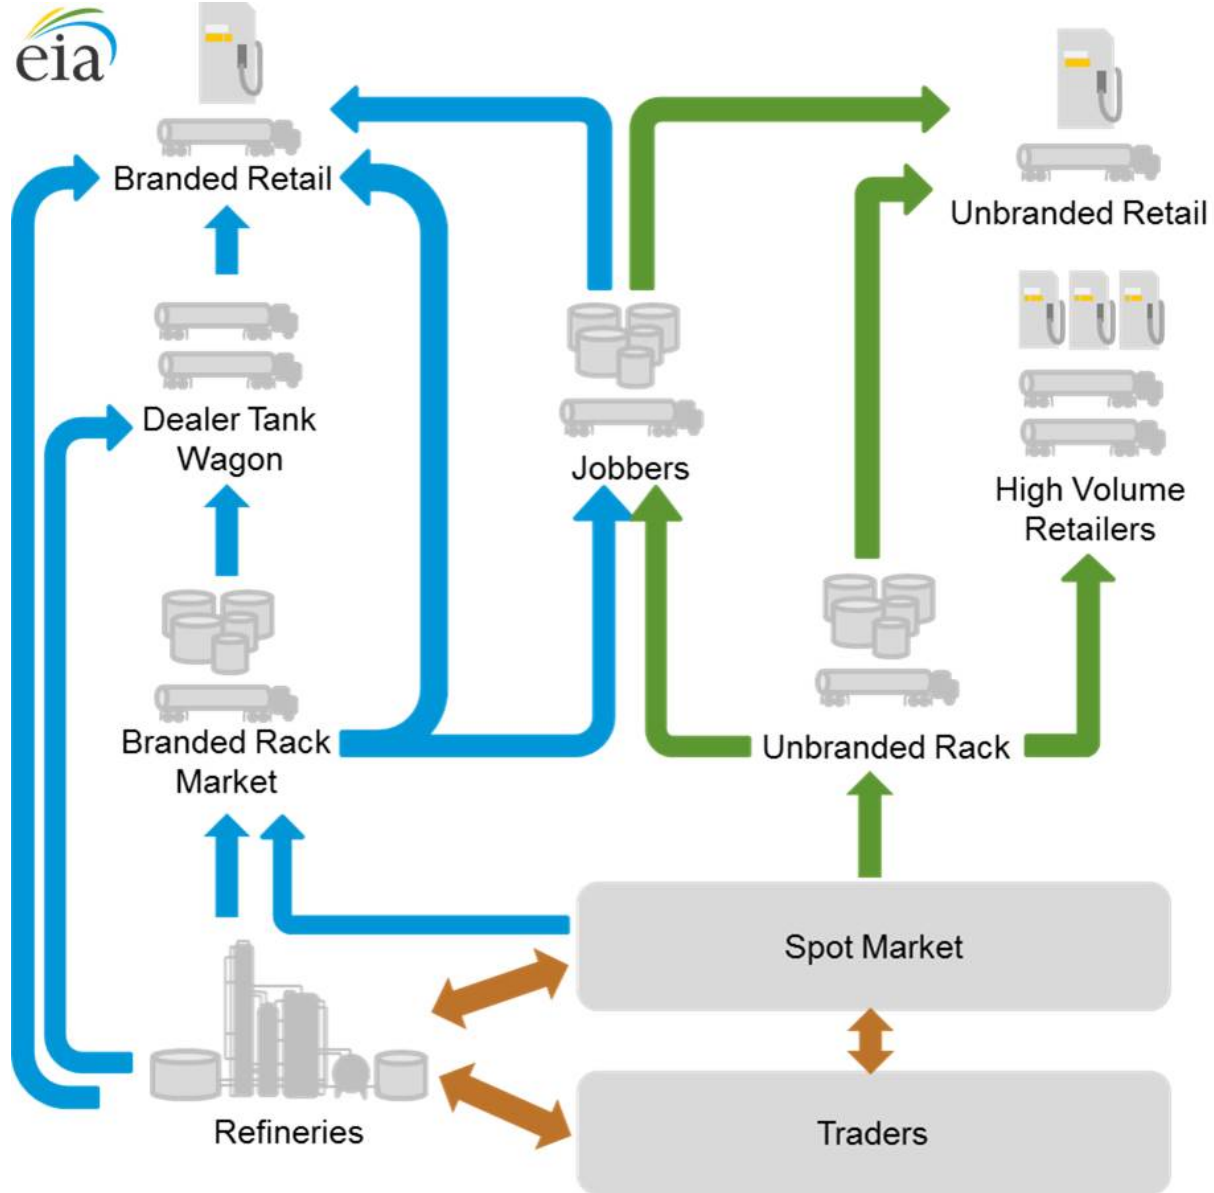 eia
Branded Retail
Unbranded Retail
Dealer Tank
Wagon
Jobbers
High Volume
Retailers
Branded Rack
Market
Unbranded Rack
Spot Market
Refineries
Traders